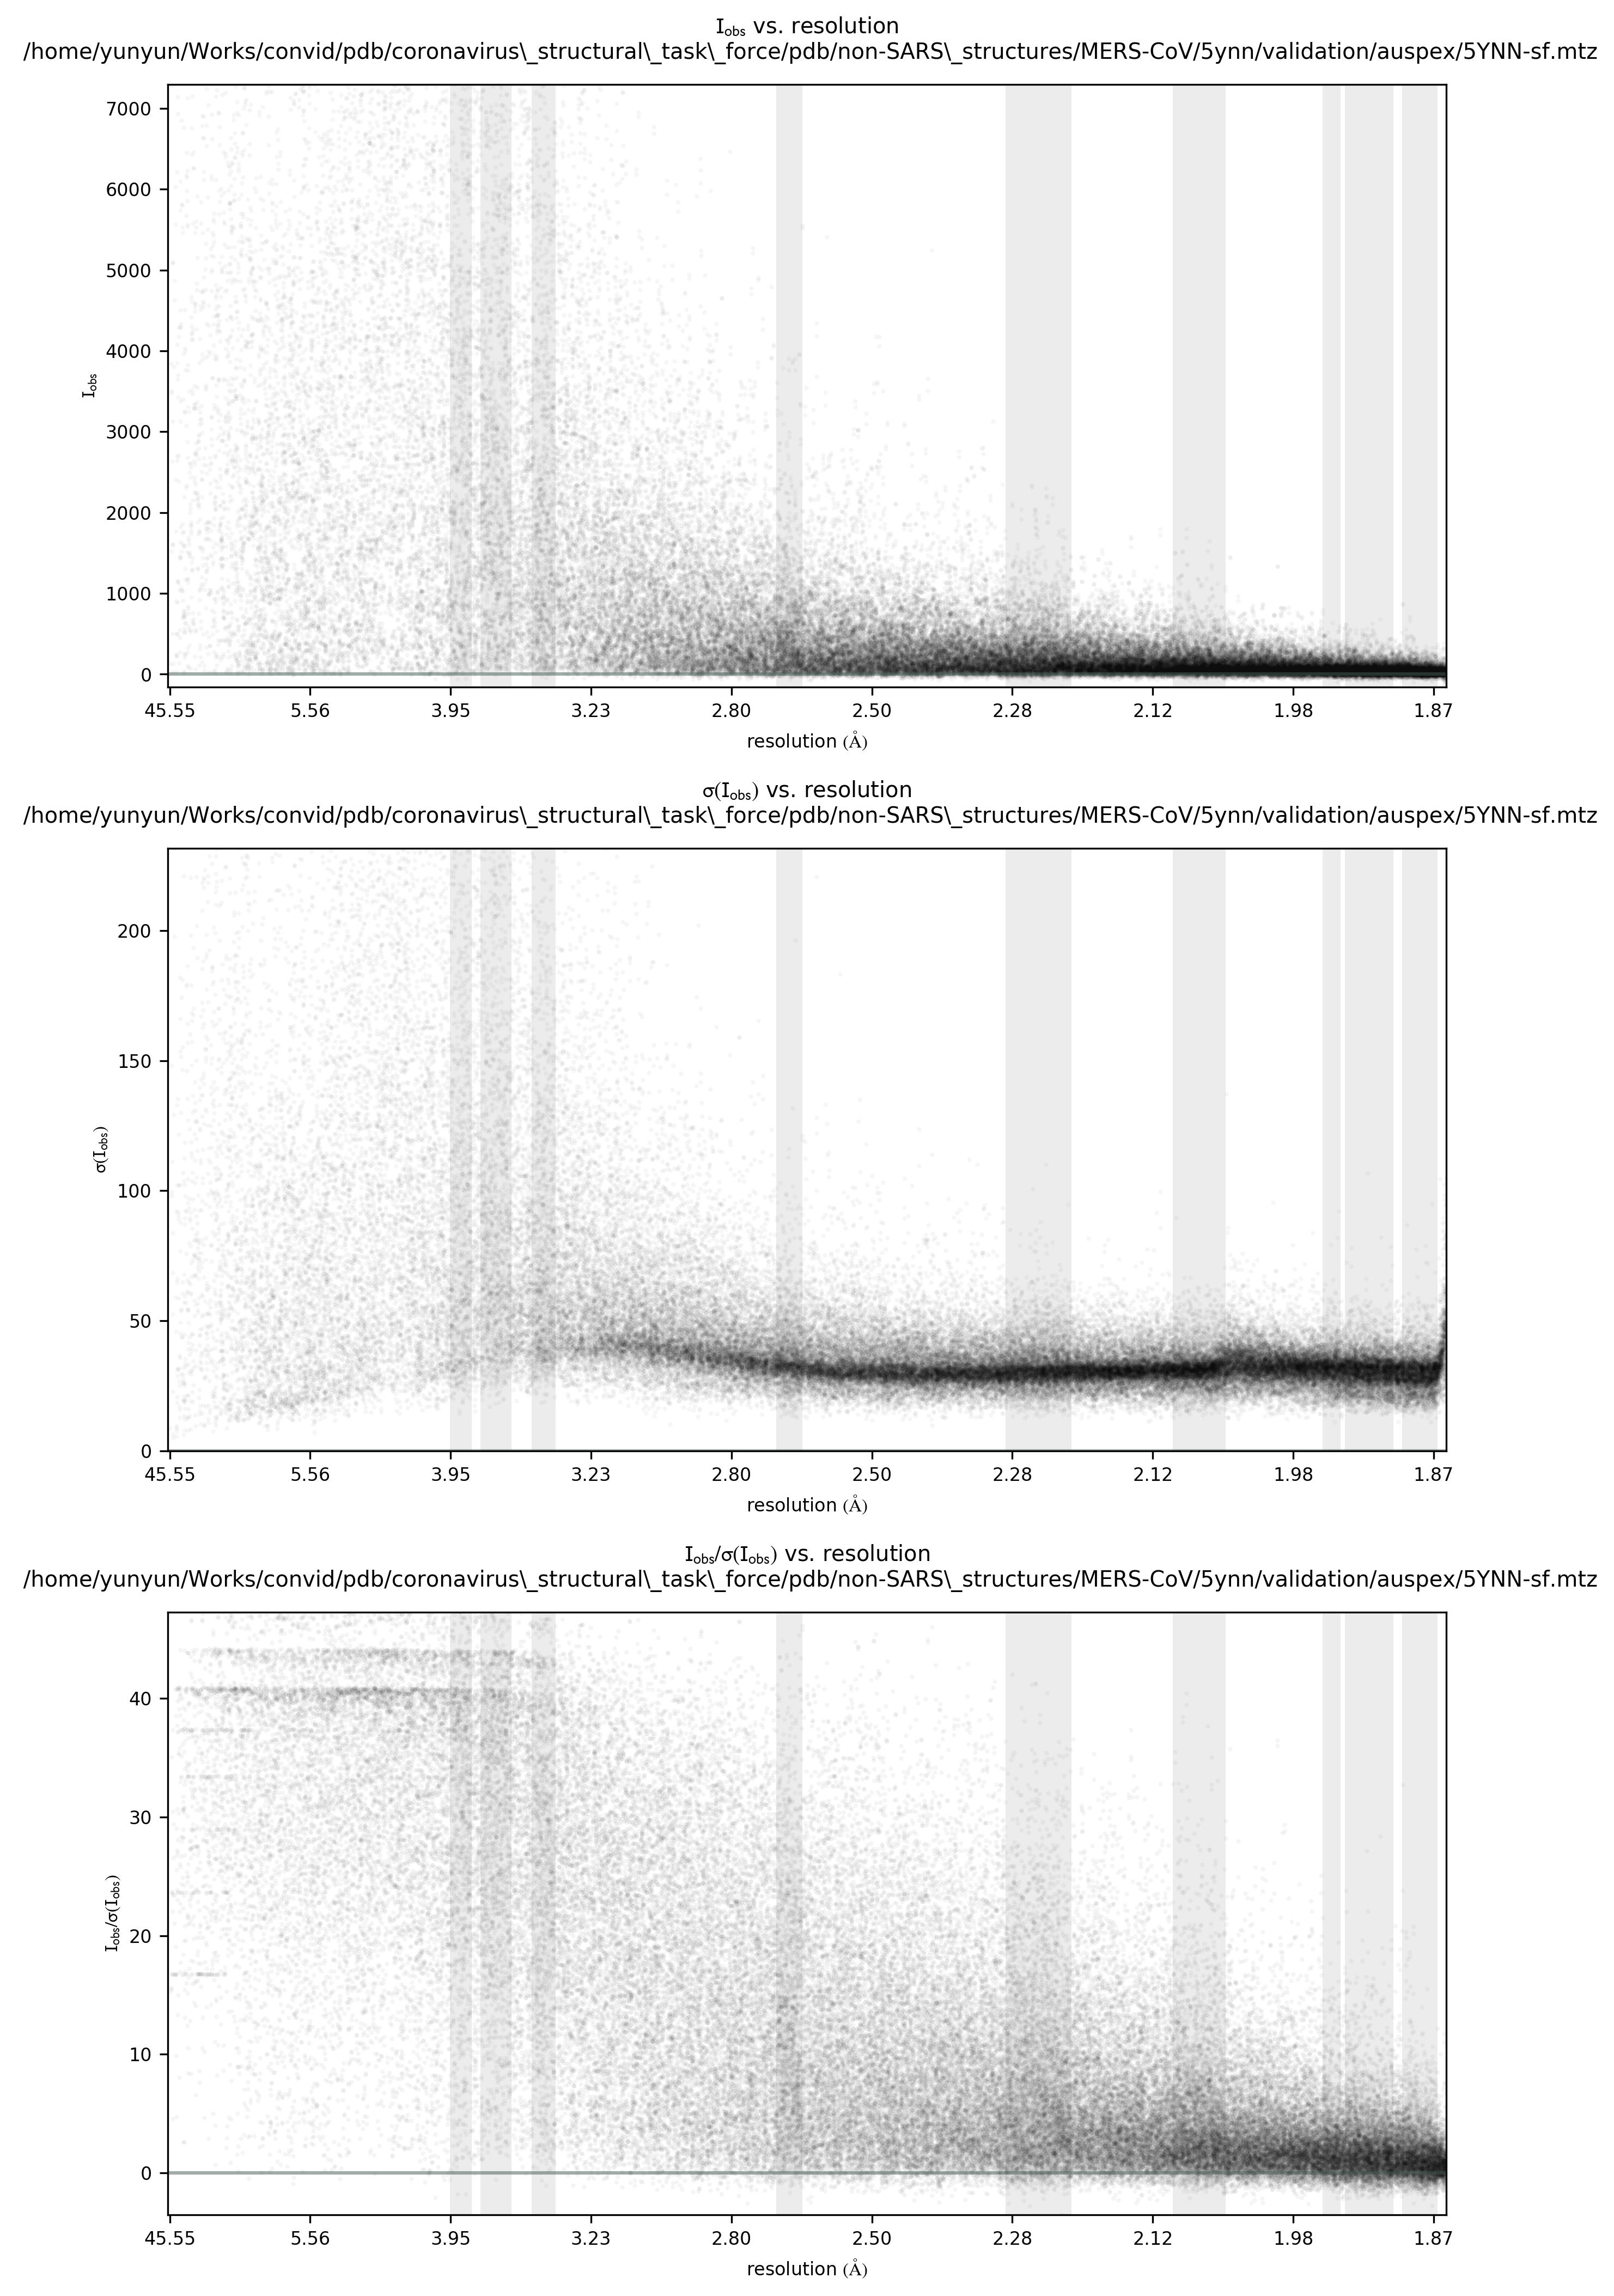 Iobs vs. resolution
/home/yunyun/Works/convid/pdb/coronavirus\_structural\_task\_force/pdb/non-SARS\_structures/MERS-CoV/5ynn/validation/auspex/5YNN-sf.mtz
7000
6000
5000
4000
3000
2000
1000
0
Iobs
45.55 5.56 3.95 3.23 2.80 2.50 2.28 2.12 1.98 1.87
resolution (Å)
σ(Iobs) vs. resolution
/home/yunyun/Works/convid/pdb/coronavirus\_structural\_task\_force/pdb/non-SARS\_structures/MERS-CoV/5ynn/validation/auspex/5YNN-sf.mtz
200
150
100
50
0
σ(Iobs)
45.55 5.56 3.95 3.23 2.80 2.50 2.28 2.12 1.98 1.87
resolution (Å)
Iobs/σ(Iobs) vs. resolution
/home/yunyun/Works/convid/pdb/coronavirus\_structural\_task\_force/pdb/non-SARS\_structures/MERS-CoV/5ynn/validation/auspex/5YNN-sf.mtz
40
30
20
10
0
Iobs/σ(Iobs)
45.55 5.56 3.95 3.23 2.80 2.50 2.28 2.12 1.98 1.87
resolution (Å)